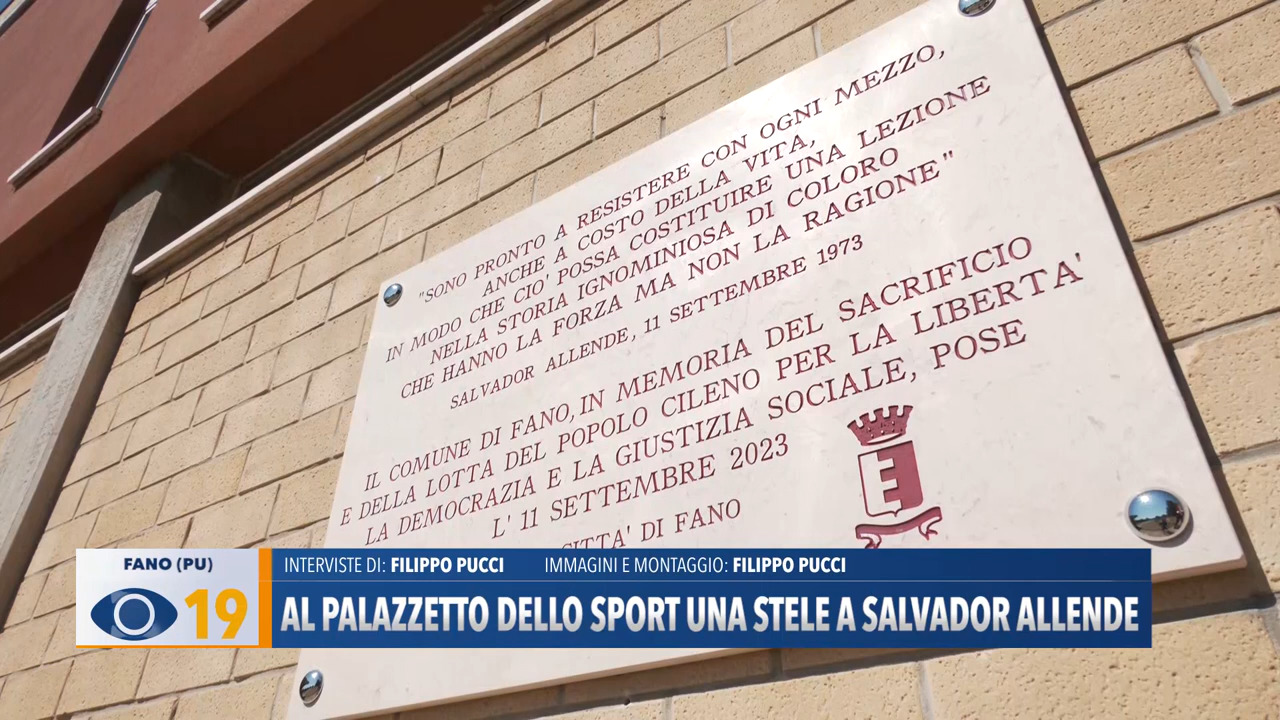 "SONO PRONTO A RESISTERE CON OGNI MEZZO,
ANCHE A COSTO DELLA VITA,
IN MODO CHE CIO' POSSA COSTITUIRE UNA LEZIONE
NELLA STORIA IGNOMINIOSA DI COLORO
CHE HANNO LA FORZA MA NON LA RAGIONE"
SALVADOR ALLENDE, 11 SETTEMBRE 1973
IL COMUNE DI FANO, IN MEMORIA DEL SACRIFICIO
E DELLA LOTTA DEL POPOLO CILENO PER LA LIBERTA'
LA DEMOCRAZIA E LA GIUSTIZIA SOCIALE, POSE
L' 11 SETTEMBRE 2023
CITTA' DI FANO
E
FANO (PU)
19
INTERVISTE DI: FILIPPO PUCCI IMMAGINI E MONTAGGIO: FILIPPO PUCCI
AL PALAZZETTO DELLO SPORT UNA STELE A SALVADOR ALLENDE